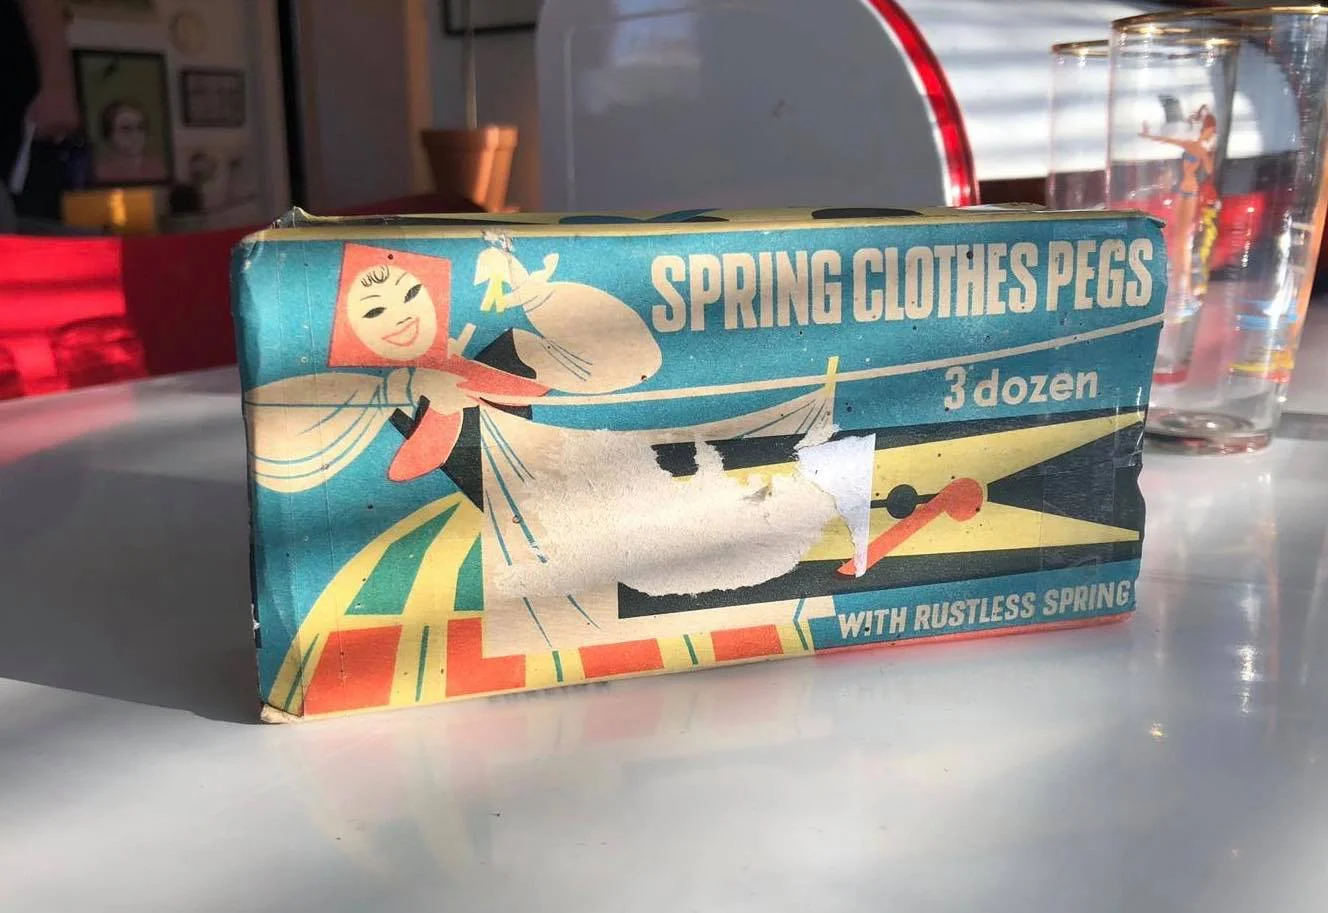 SPRING CLOTHES PEGS
3 dozen
WITH RUSTLESS SPRING